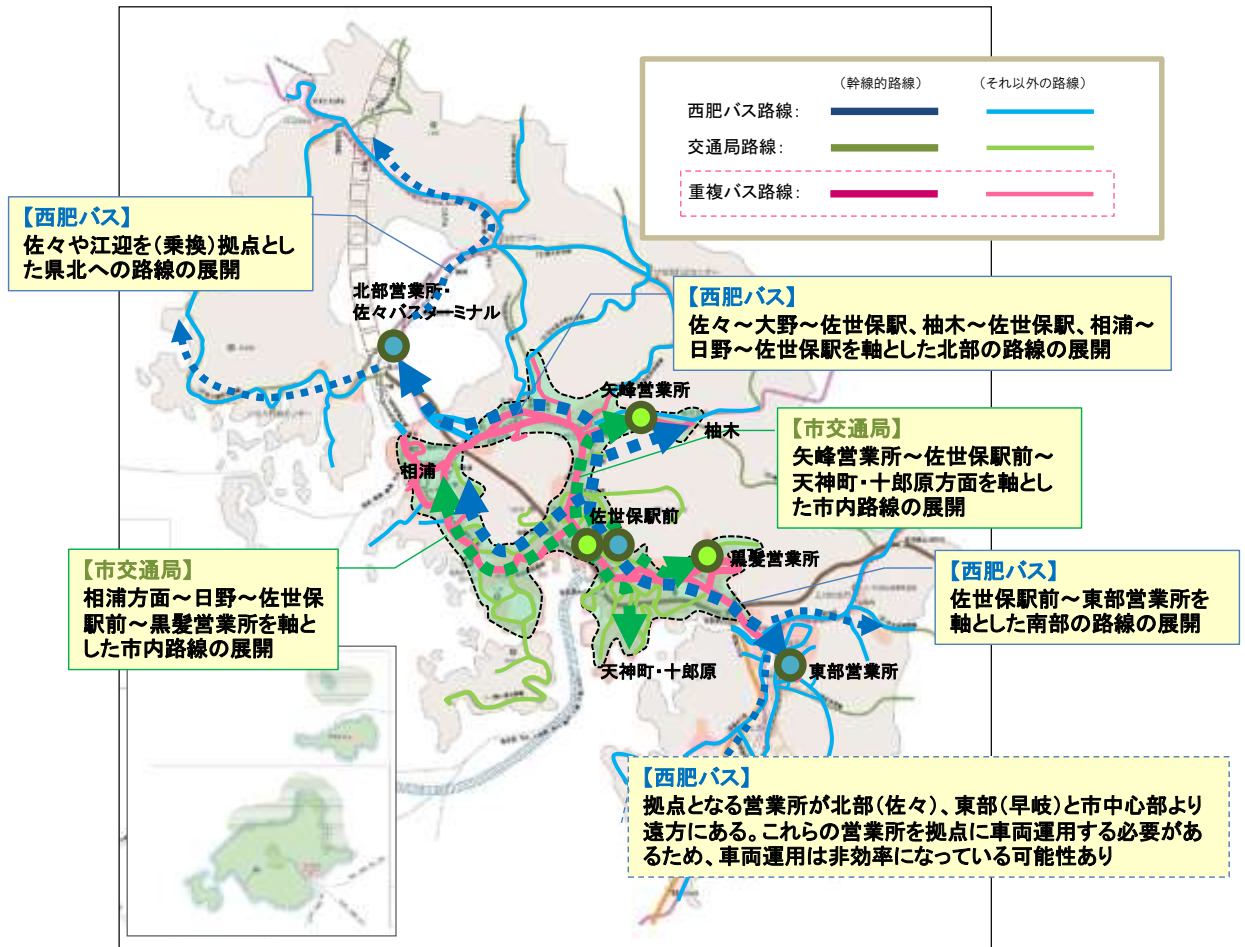 (幹線的路線)
(それ以外の路線)
西肥バス路線:
交通局路線:
重複バス路線:
【西肥バス】
佐々や江迎を(乗換)拠点とし
た県北への路線の展開
北部営業所・
佐々バスターミナル
【西肥バス】
佐々～大野～佐世保駅、柚木～佐世保駅、相浦～
日野～佐世保駅を軸とした北部の路線の展開
矢峰営業所
柚木
【市交通局】
矢峰営業所～佐世保駅前～
天神町・十郎原方面を軸とし
た市内路線の展開
相浦
佐世保駅前
黒髪営業所
【市交通局】
相浦方面～日野～佐世保
駅前～黒髪営業所を軸と
した市内路線の展開
【西肥バス】
佐世保駅前～東部営業所を
軸とした南部の路線の展開
天神町・十郎原
東部営業所
【西肥バス】
拠点となる営業所が北部(佐々)、東部(早岐)と市中心部より
遠方にある。これらの営業所を拠点に車両運用する必要があ
るため、車両運用は非効率になっている可能性あり